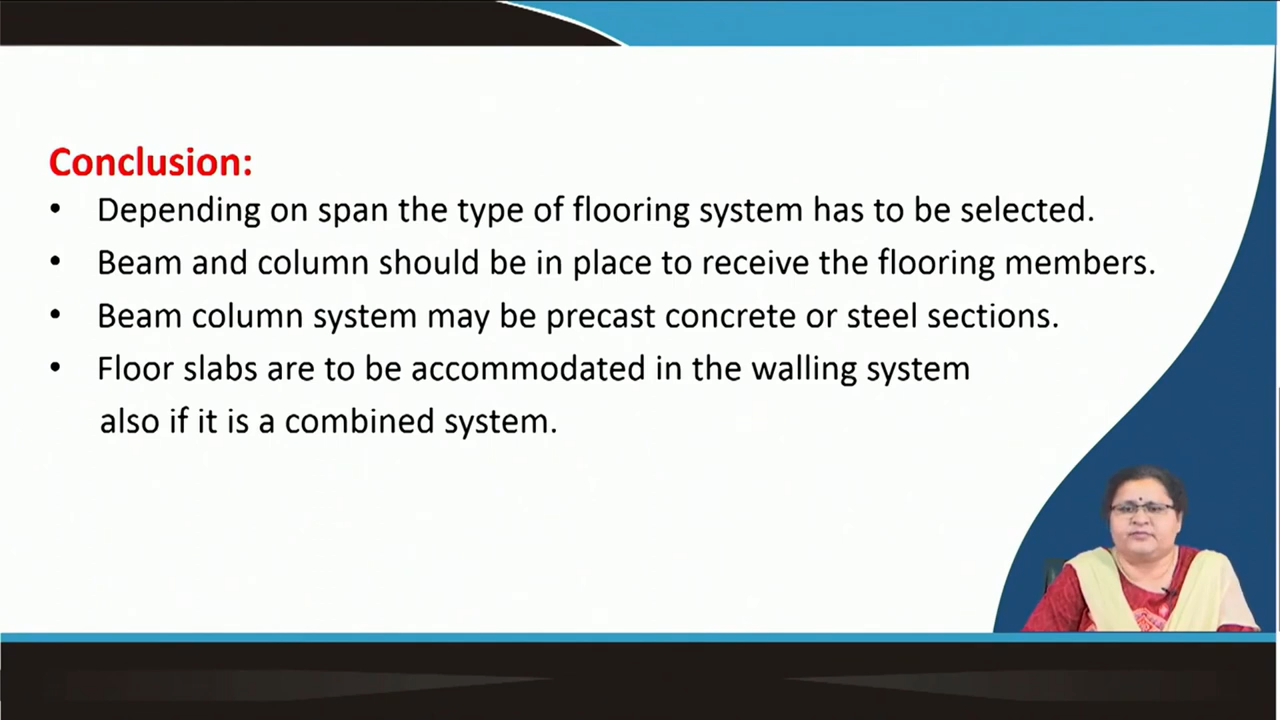 Conclusion:
• Depending on span the type of flooring system has to be selected.
• Beam and column should be in place to receive the flooring members.
• Beam column system may be precast concrete or steel sections.
• Floor slabs are to be accommodated in the walling system
also if it is a combined system.